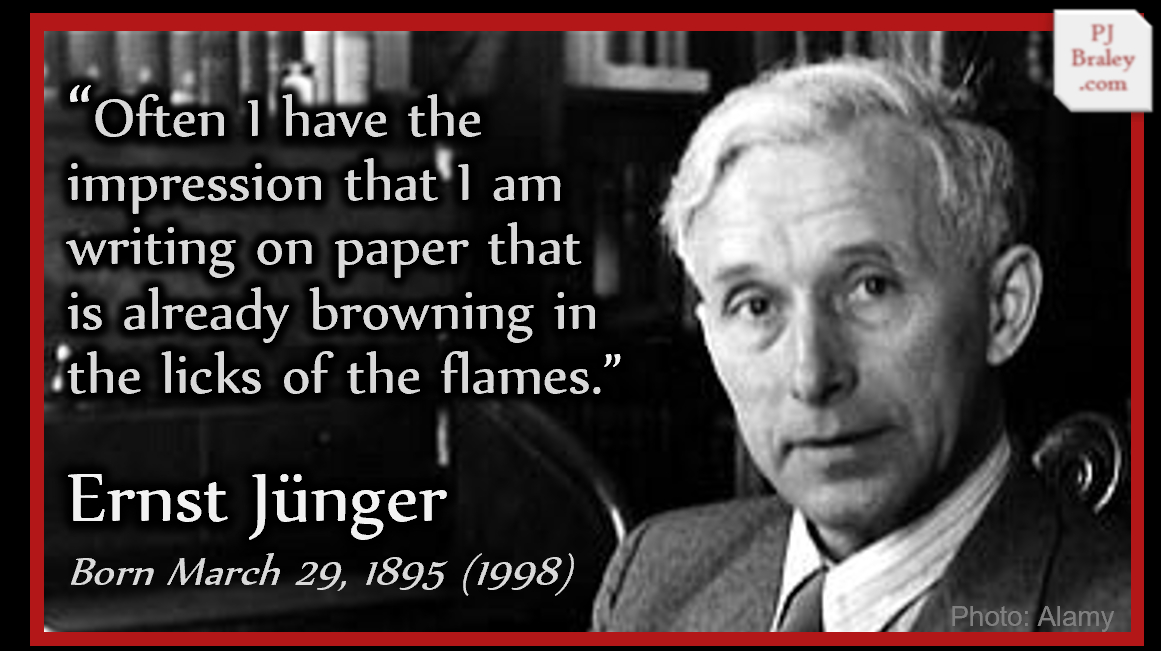 “Often I have the
impression that I am
writing on paper that
is already browning in
the licks of the flames.”
Ernst Jünger
Born March 29, 1895 (1998)
PJ
Braley
.com
Photo: Alamy